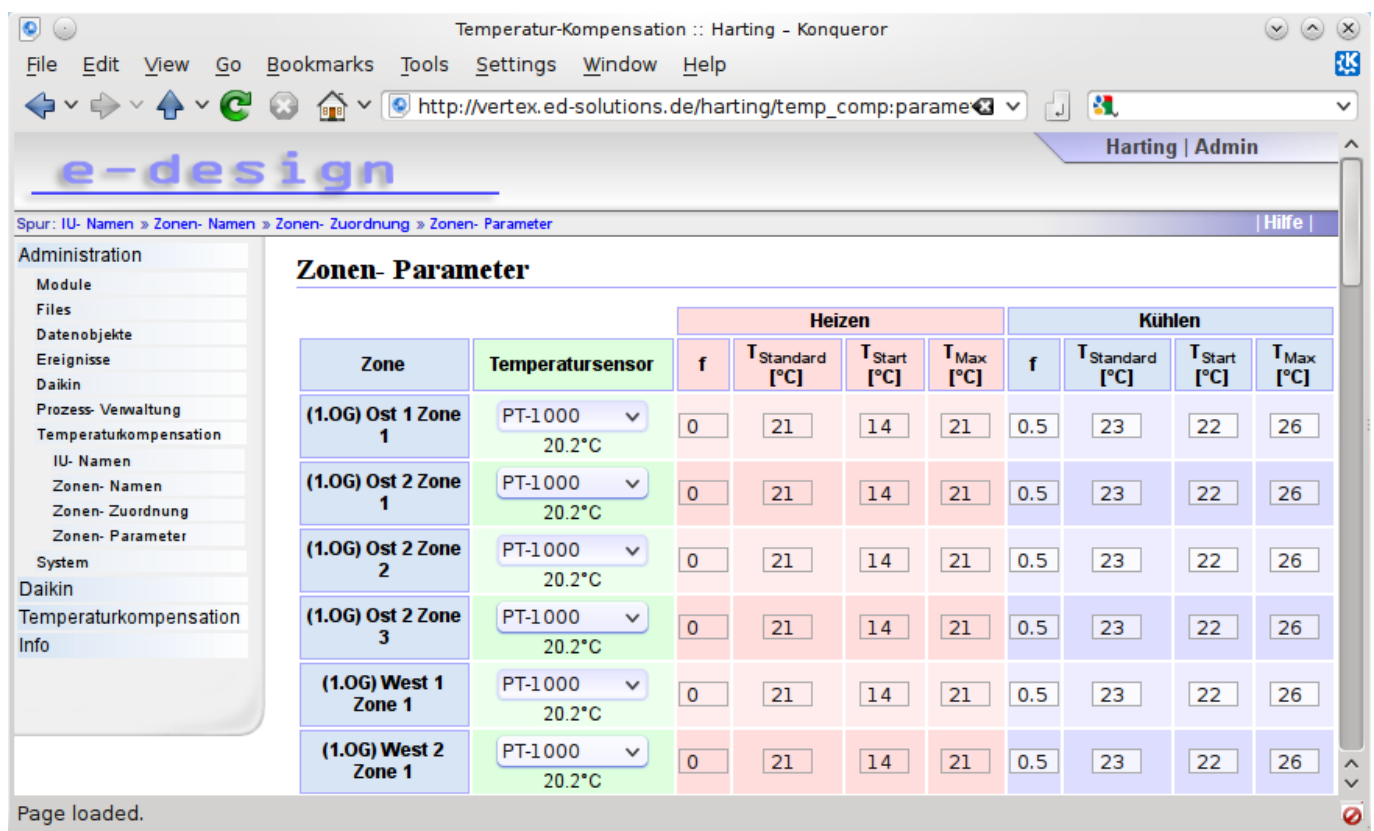 Temperatur-Kompensation :: Harting – Konqueror
File Edit View Go Bookmarks Tools Settings Window Help
http://vertex.ed-solutions.de/harting/temp_comp:parame
Harting | Admin
e-design
Spur: IU- Namen » Zonen- Namen » Zonen- Zuordnung » Zonen- Parameter
| Hilfe |
Administration
Module
Files
Datenobjekte
Ereignisse
Daikin
Prozess- Verwaltung
Temperaturkompensation
IU- Namen
Zonen- Namen
Zonen- Zuordnung
Zonen- Parameter
System
Daikin
Temperaturkompensation
Info
Zonen- Parameter
Heizen Kühlen
Zone Temperatursensor f TStandard [°C] TStart [°C] TMax [°C] f TStandard [°C] TStart [°C] TMax [°C]
(1.OG) Ost 1 Zone 1 PT-1000 20.2°C 0 21 14 21 0.5 23 22 26
(1.OG) Ost 2 Zone 1 PT-1000 20.2°C 0 21 14 21 0.5 23 22 26
(1.OG) Ost 2 Zone 2 PT-1000 20.2°C 0 21 14 21 0.5 23 22 26
(1.OG) Ost 2 Zone 3 PT-1000 20.2°C 0 21 14 21 0.5 23 22 26
(1.OG) West 1 Zone 1 PT-1000 20.2°C 0 21 14 21 0.5 23 22 26
(1.OG) West 2 Zone 1 PT-1000 20.2°C 0 21 14 21 0.5 23 22 26
Page loaded.